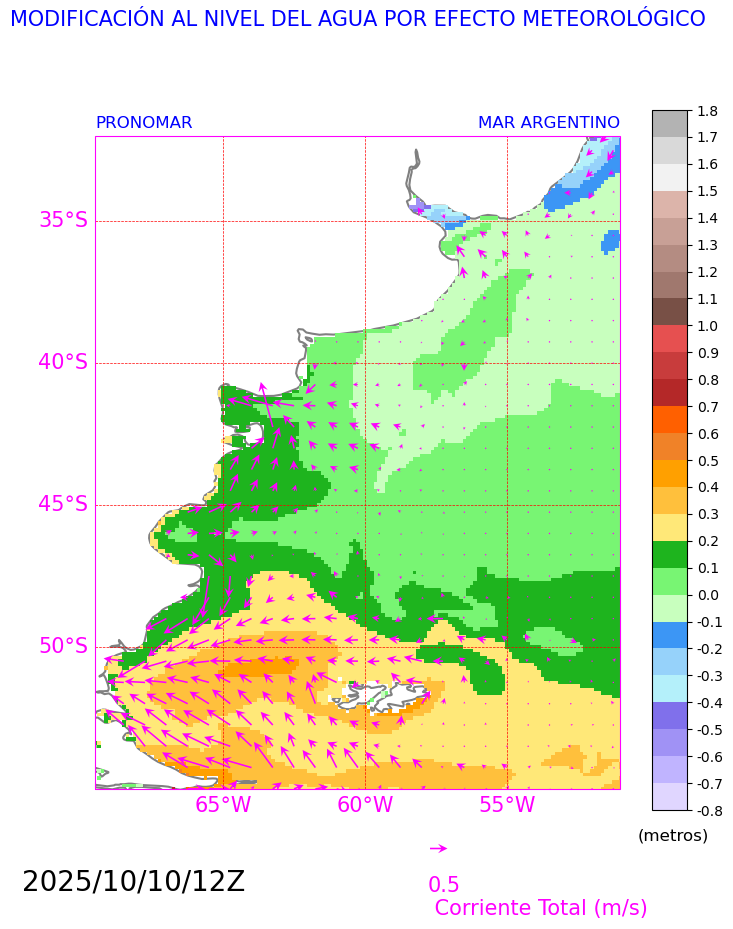 MODIFICACIÓN AL NIVEL DEL AGUA POR EFECTO METEOROLÓGICO
PRONOMAR MAR ARGENTINO
35°S
40°S
45°S
50°S
65°W 60°W 55°W
1.8
1.7
1.6
1.5
1.4
1.3
1.2
1.1
1.0
0.9
0.8
0.7
0.6
0.5
0.4
0.3
0.2
0.1
0.0
-0.1
-0.2
-0.3
-0.4
-0.5
-0.6
-0.7
-0.8
(metros)
2025/10/10/12Z
0.5
Corriente Total (m/s)